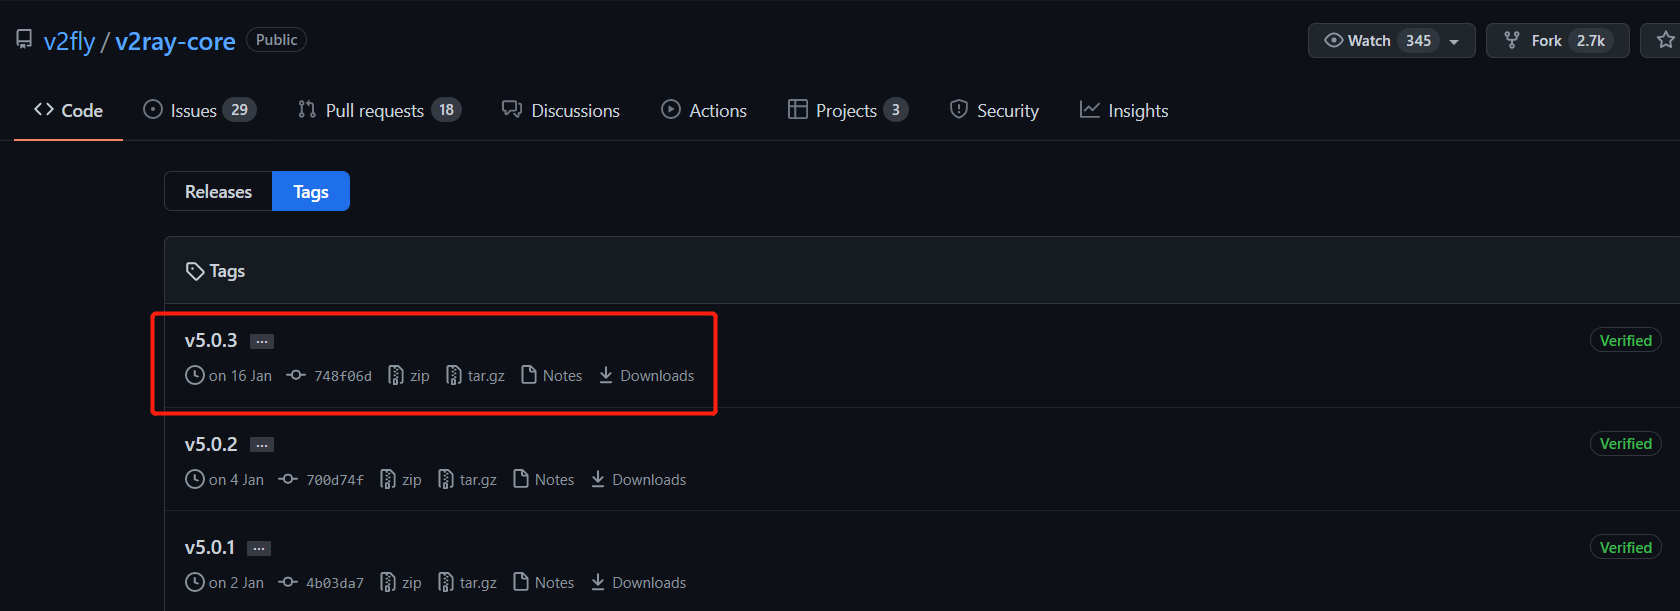 v2fly / v2ray-core Public Watch 345 Fork 2.7k
Code Issues 29 Pull requests 18 Discussions Actions Projects 3 Security Insights
Releases Tags
Tags
v5.0.3 ... Verified
on 16 Jan 748f06d zip tar.gz Notes Downloads
v5.0.2 ... Verified
on 4 Jan 700d74f zip tar.gz Notes Downloads
v5.0.1 ... Verified
on 2 Jan 4b03da7 zip tar.gz Notes Downloads